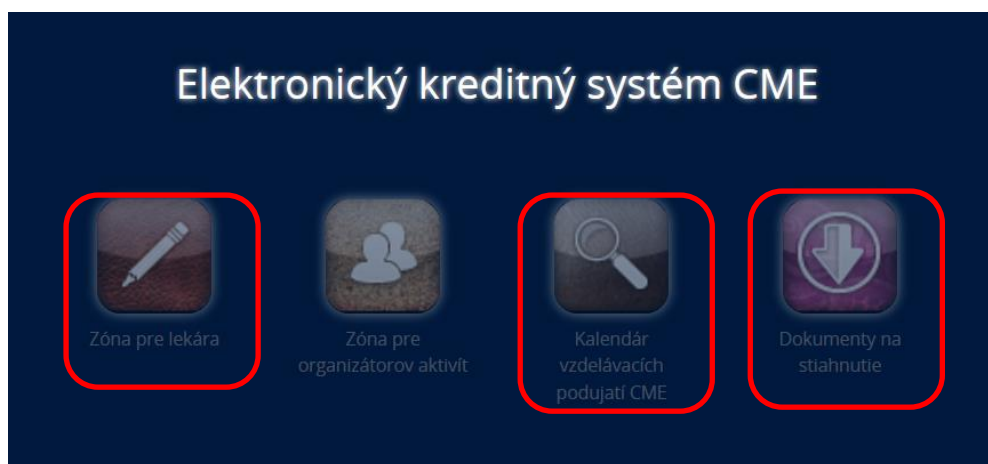 Elektronický kreditný systém CME
Zóna pre lekára
Zóna pre
organizátorov aktivít
Kalendár
vzdelávacích
podujatí CME
Dokumenty na
stiahnutie